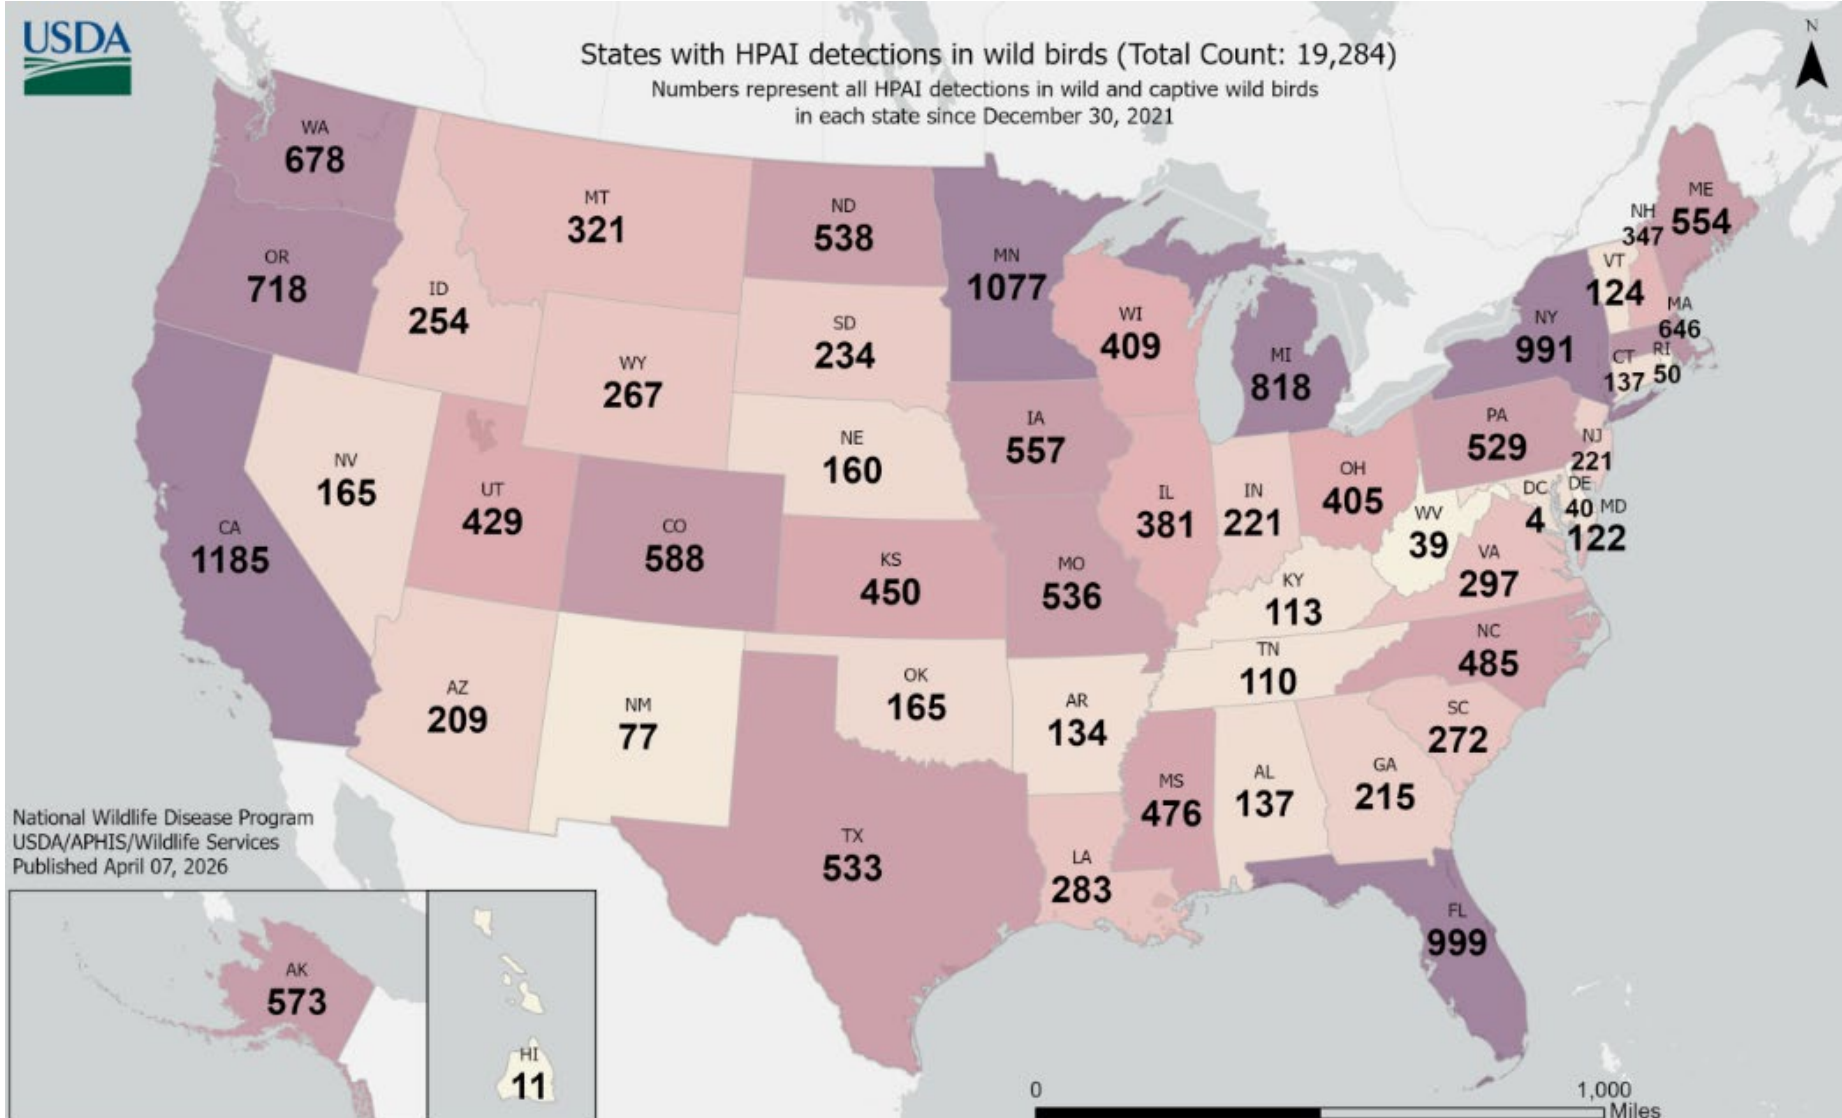 USDA
States with HPAI detections in wild birds (Total Count: 19,284)
Numbers represent all HPAI detections in wild and captive wild birds
in each state since December 30, 2021
N
WA
678
MT
321
ND
538
MN
1077
ME
554
NH
347
VT
124
OR
718
ID
254
SD
234
WI
409
MI
818
NY
991
MA
646
CT
137
RI
50
WY
267
IA
557
PA
529
NJ
221
NV
165
UT
429
CO
588
NE
160
IL
381
IN
221
OH
405
WV
39
DC
4
DE
40
MD
122
CA
1185
KS
450
MO
536
KY
113
VA
297
AZ
209
NM
77
OK
165
AR
134
TN
110
NC
485
SC
272
TX
533
LA
283
MS
476
AL
137
GA
215
FL
999
National Wildlife Disease Program
USDA/APHIS/Wildlife Services
Published April 07, 2026
AK
573
HI
11
0
1,000
Miles